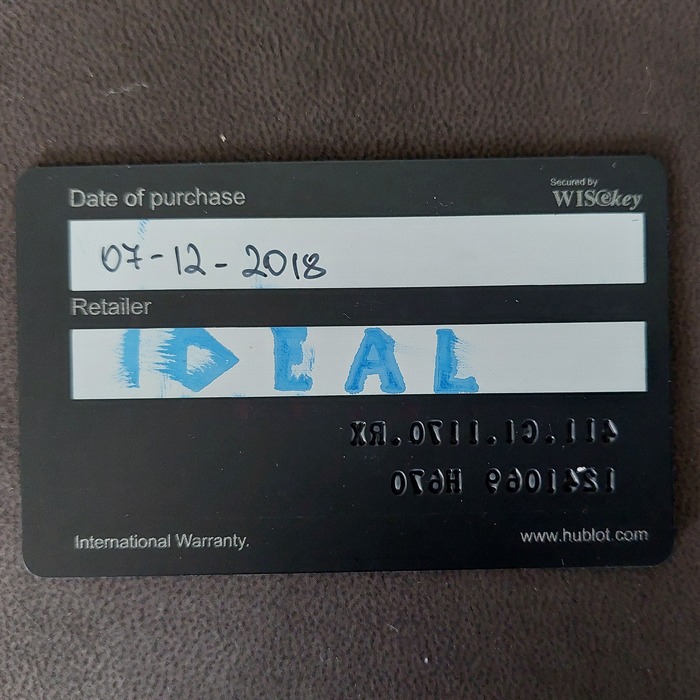 Date of purchase
Secured by
WISekey
07-12-2018
Retailer
IDEAL
411.CI.1170.RX
1241069 H670
International Warranty.
www.hublot.com